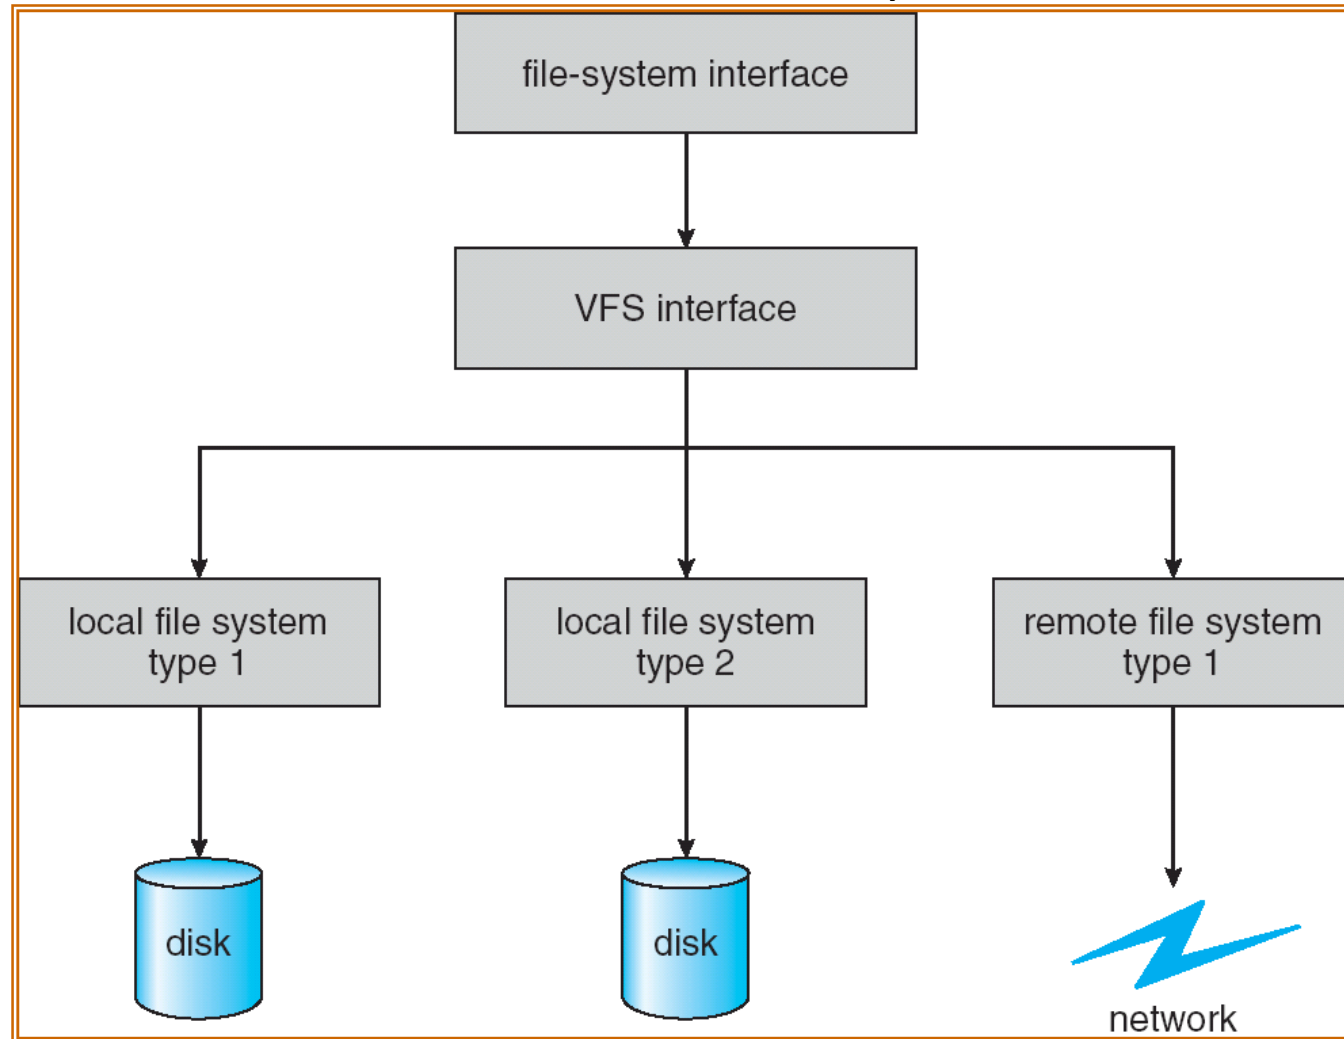 file-system interface
VFS interface
local file system
type 1
local file system
type 2
remote file system
type 1
disk
disk
network